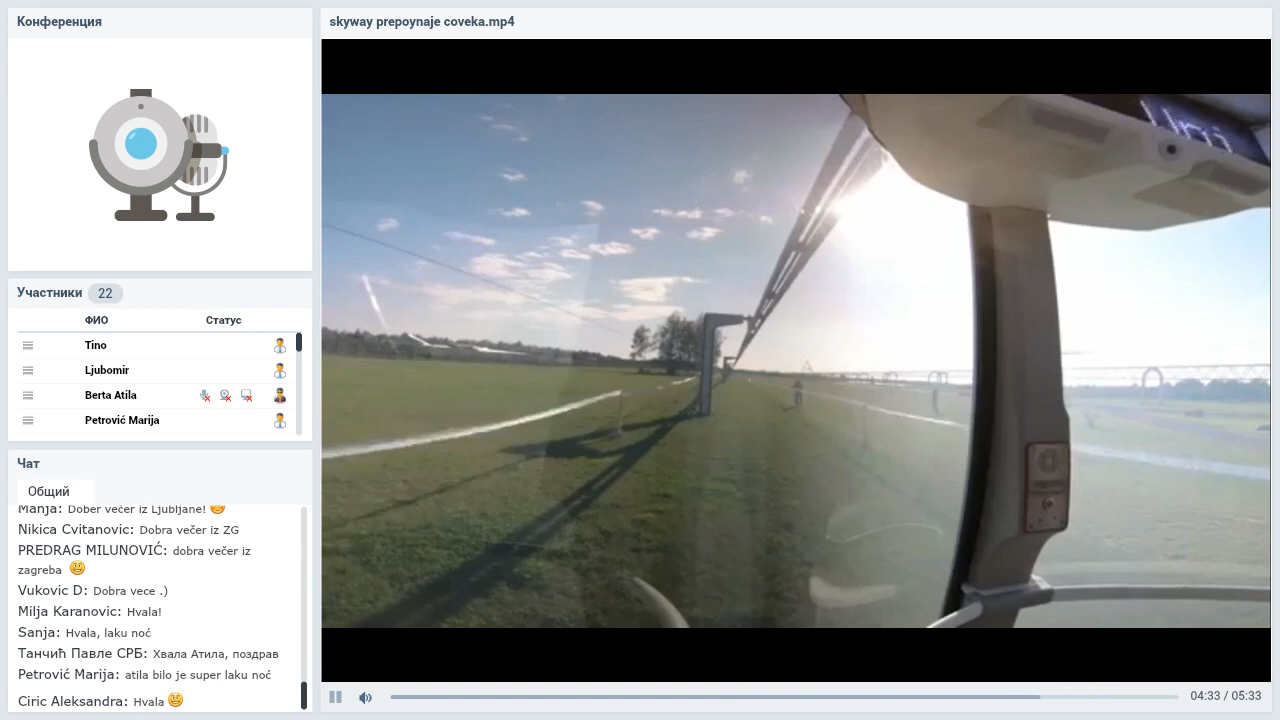 Конференция
skyway prepoynaje coveka.mp4
Участники 22
ФИО Статус
Tino
Ljubomir
Berta Atila
Petrović Marija
Чат
Общий
Manja: Dober večer iz Ljubljane!
Nikica Cvitanovic: Dobra večer iz ZG
PREDRAG MILUNOVIĆ: dobra večer iz
zagreba
Vukovic D: Dobra vece .)
Milja Karanovic: Hvala!
Sanja: Hvala, laku noć
Танчић Павле СРБ: Хвала Атила, поздрав
Petrović Marija: atila bilo je super laku noć
Ciric Aleksandra: Hvala
04:33 / 05:33